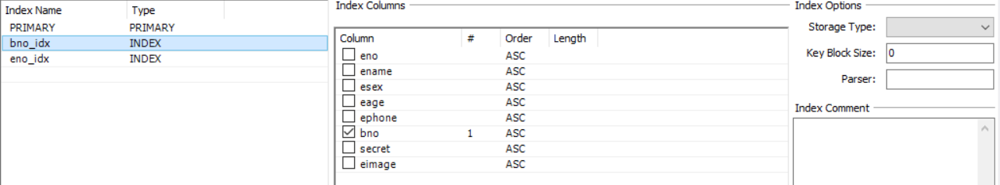 Index Name Type
PRIMARY PRIMARY
bno_idx INDEX
eno_idx INDEX
Index Columns
Column # Order Length
eno ASC
ename ASC
esex ASC
eage ASC
ephone ASC
bno 1 ASC
secret ASC
eimage ASC
Index Options
Storage Type:
Key Block Size: 0
Parser:
Index Comment